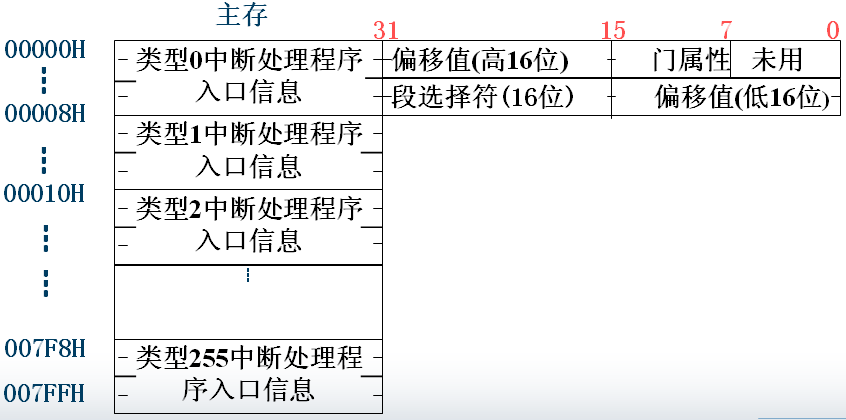 主存
31 15 7 0
00000H 类型0中断处理程序 偏移值(高16位) 门属性 未用
入口信息 段选择符(16位) 偏移值(低16位)
00008H
类型1中断处理程序
入口信息
00010H 类型2中断处理程序
入口信息
007F8H 类型255中断处理程
007FFH 序入口信息